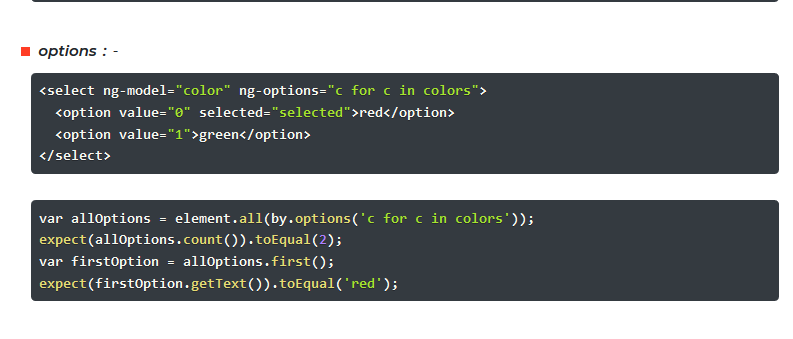 options : -
<select ng-model="color" ng-options="c for c in colors">
  <option value="0" selected="selected">red</option>
  <option value="1">green</option>
</select>
var allOptions = element.all(by.options('c for c in colors'));
expect(allOptions.count()).toEqual(2);
var firstOption = allOptions.first();
expect(firstOption.getText()).toEqual('red');